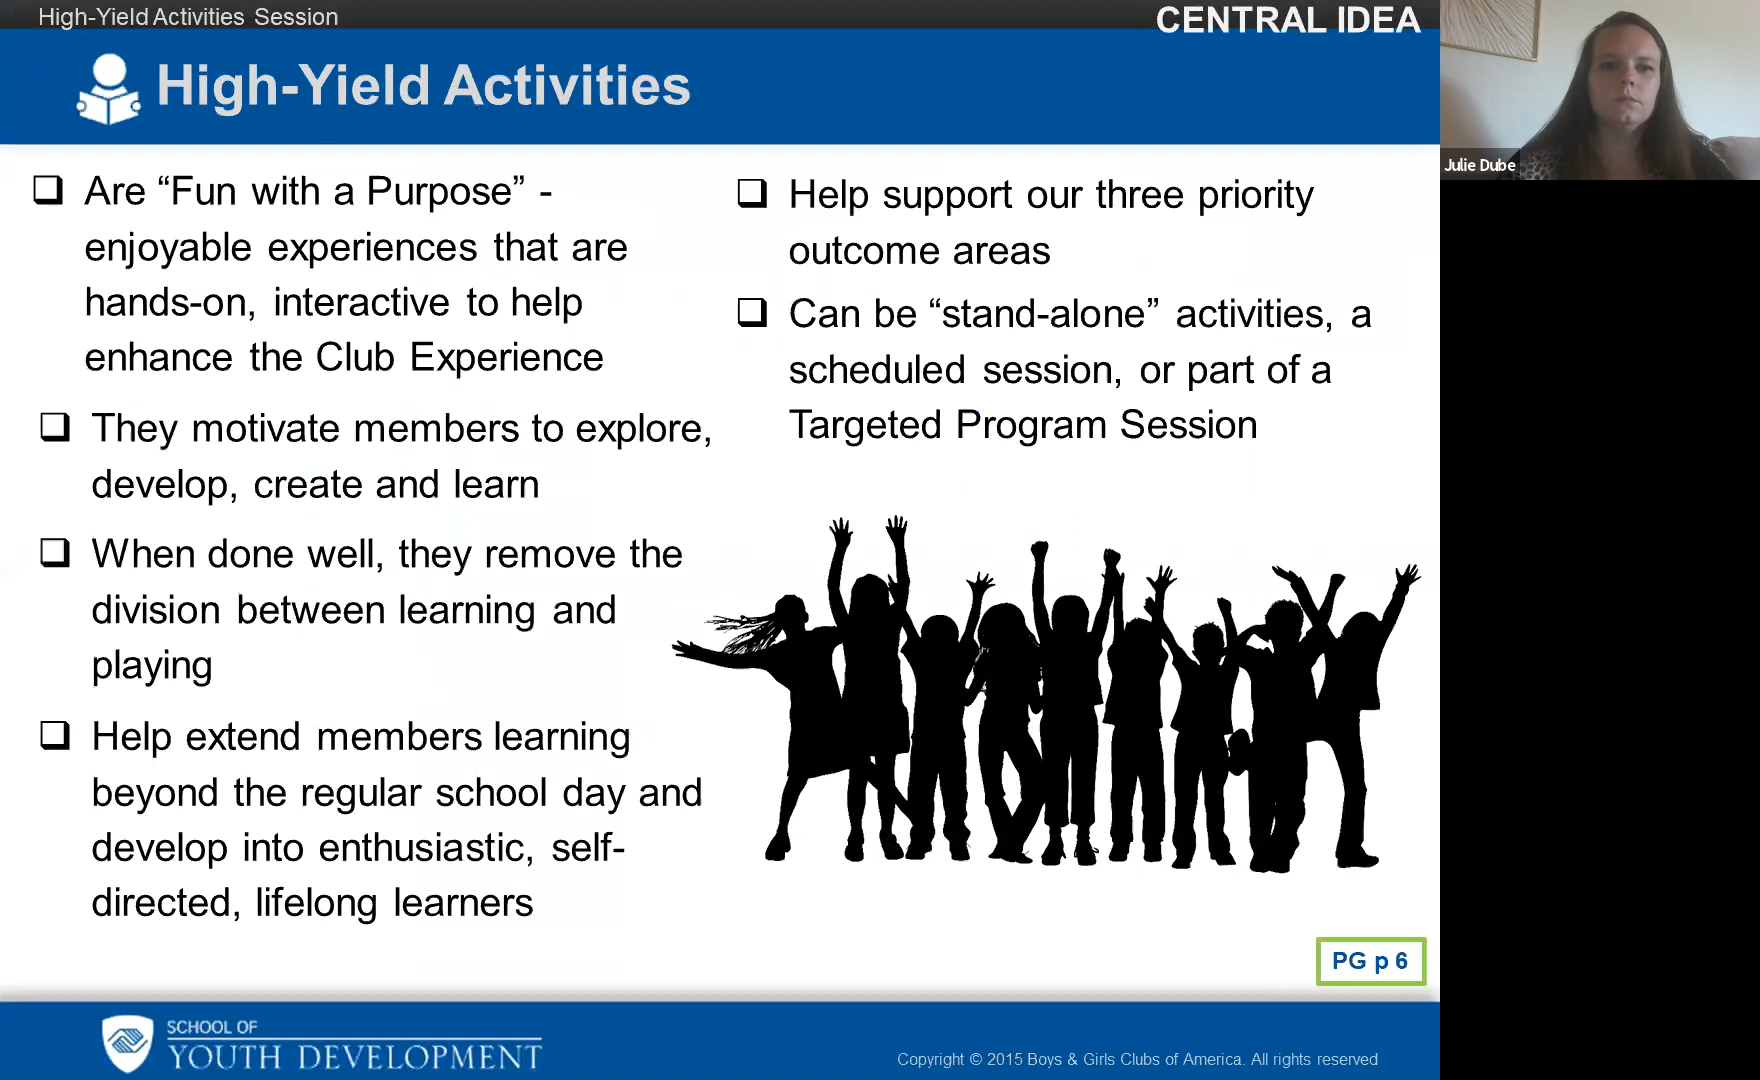 High-Yield Activities Session
CENTRAL IDEA
High-Yield Activities
❑ Are “Fun with a Purpose” -
enjoyable experiences that are
hands-on, interactive to help
enhance the Club Experience
❑ They motivate members to explore,
develop, create and learn
❑ When done well, they remove the
division between learning and
playing
❑ Help extend members learning
beyond the regular school day and
develop into enthusiastic, self-
directed, lifelong learners
❑ Help support our three priority
outcome areas
❑ Can be “stand-alone” activities, a
scheduled session, or part of a
Targeted Program Session
PG p 6
SCHOOL OF
YOUTH DEVELOPMENT
Copyright © 2015 Boys & Girls Clubs of America. All rights reserved
Julie Dube